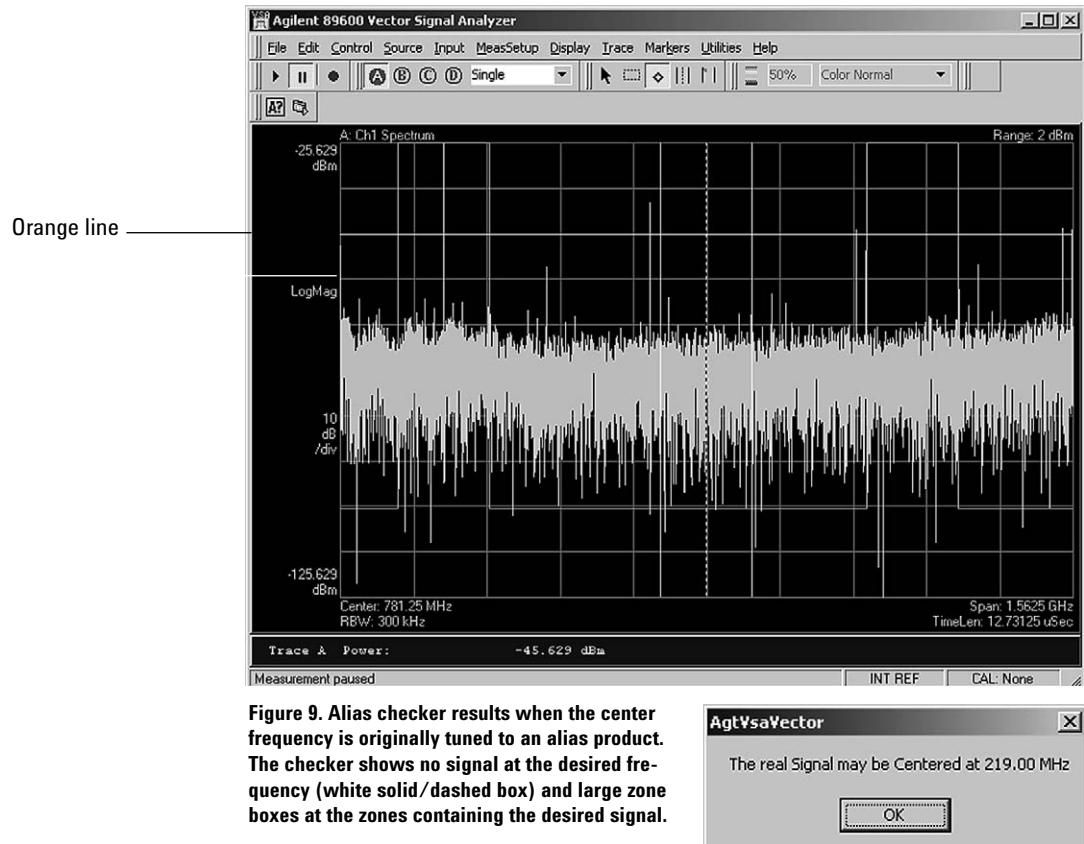 Agilent 89600 Vector Signal Analyzer
File Edit Control Source Input MeasSetup Display Trace Markers Utilities Help
A B C D Single 50% Color Normal
A?
A: Ch1 Spectrum Range: 2 dBm
-25.629
dBm
Orange line
LogMag
10
dB
/div
-125.629
dBm
Center: 781.25 MHz Span: 1.5625 GHz
RBW: 300 kHz TimeLen: 12.73125 uSec
Trace A Power: -45.629 dBm
Measurement paused INT REF CAL: None
Figure 9. Alias checker results when the center
frequency is originally tuned to an alias product.
The checker shows no signal at the desired fre-
quency (white solid/dashed box) and large zone
boxes at the zones containing the desired signal.
AgtVsaVector
The real Signal may be Centered at 219.00 MHz
OK